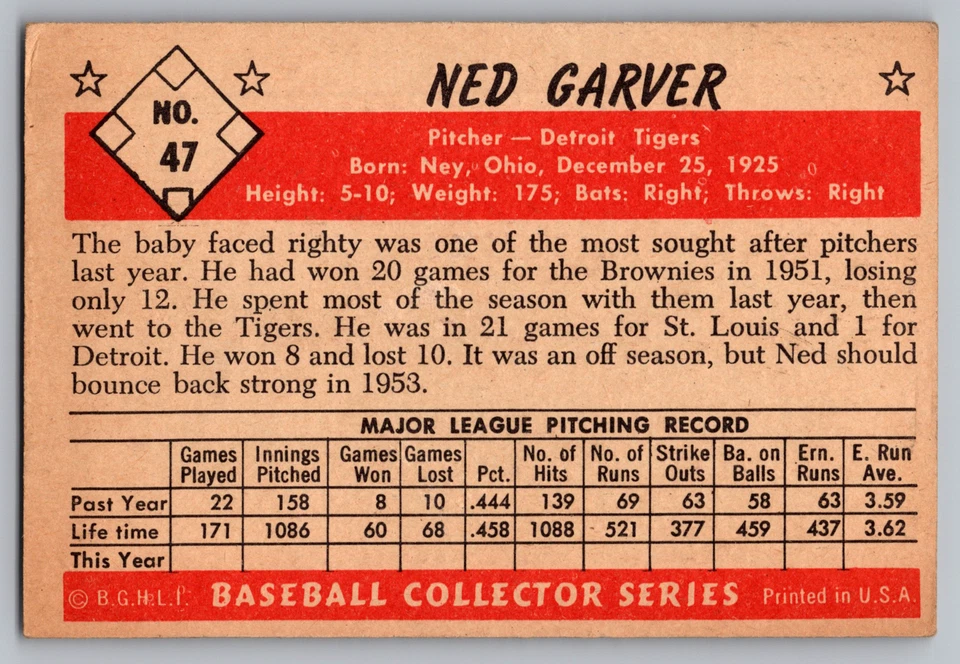 NO.
47
NED GARVER
Pitcher — Detroit Tigers
Born: Ney, Ohio, December 25, 1925
Height: 5-10; Weight: 175; Bats: Right; Throws: Right
The baby faced righty was one of the most sought after pitchers
last year. He had won 20 games for the Brownies in 1951, losing
only 12. He spent most of the season with them last year, then
went to the Tigers. He was in 21 games for St. Louis and 1 for
Detroit. He won 8 and lost 10. It was an off season, but Ned should
bounce back strong in 1953.
MAJOR LEAGUE PITCHING RECORD
Games Played Innings Pitched Games Won Games Lost Pct. No. of Hits No. of Runs Strike Outs Ba. on Balls Ern. Runs E. Run Ave.
Past Year 22 158 8 10 .444 139 69 63 58 63 3.59
Life time 171 1086 60 68 .458 1088 521 377 459 437 3.62
This Year
© B.G.H.L.I. BASEBALL COLLECTOR SERIES Printed in U.S.A.